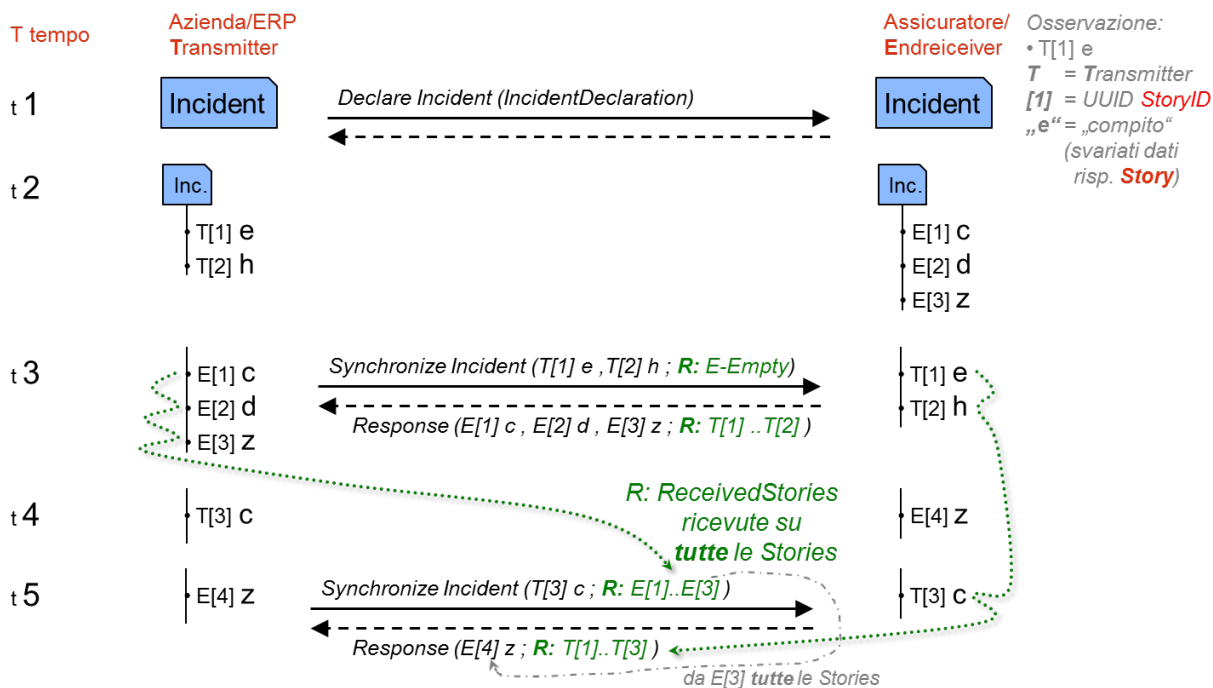 T tempo
Azienda/ERP
Transmitter
Assicuratore/
Endreiceiver
Osservazione:
• T[1] e
T = Transmitter
[1] = UUID StoryID
„e“ = „compito“
(svariati dati
risp. Story)
t 1
Incident
Declare Incident (IncidentDeclaration)
Incident
t 2
Inc.
T[1] e
T[2] h
Inc.
E[1] c
E[2] d
E[3] z
t 3
E[1] c
E[2] d
E[3] z
Synchronize Incident (T[1] e ,T[2] h ; R: E-Empty)
Response (E[1] c , E[2] d , E[3] z ; R: T[1] ..T[2] )
T[1] e
T[2] h
R: ReceivedStories
ricevute su
tutte le Stories
t 4
T[3] c
E[4] z
t 5
E[4] z
Synchronize Incident (T[3] c ; R: E[1]..E[3] )
Response (E[4] z ; R: T[1]..T[3] )
T[3] c
da E[3] tutte le Stories